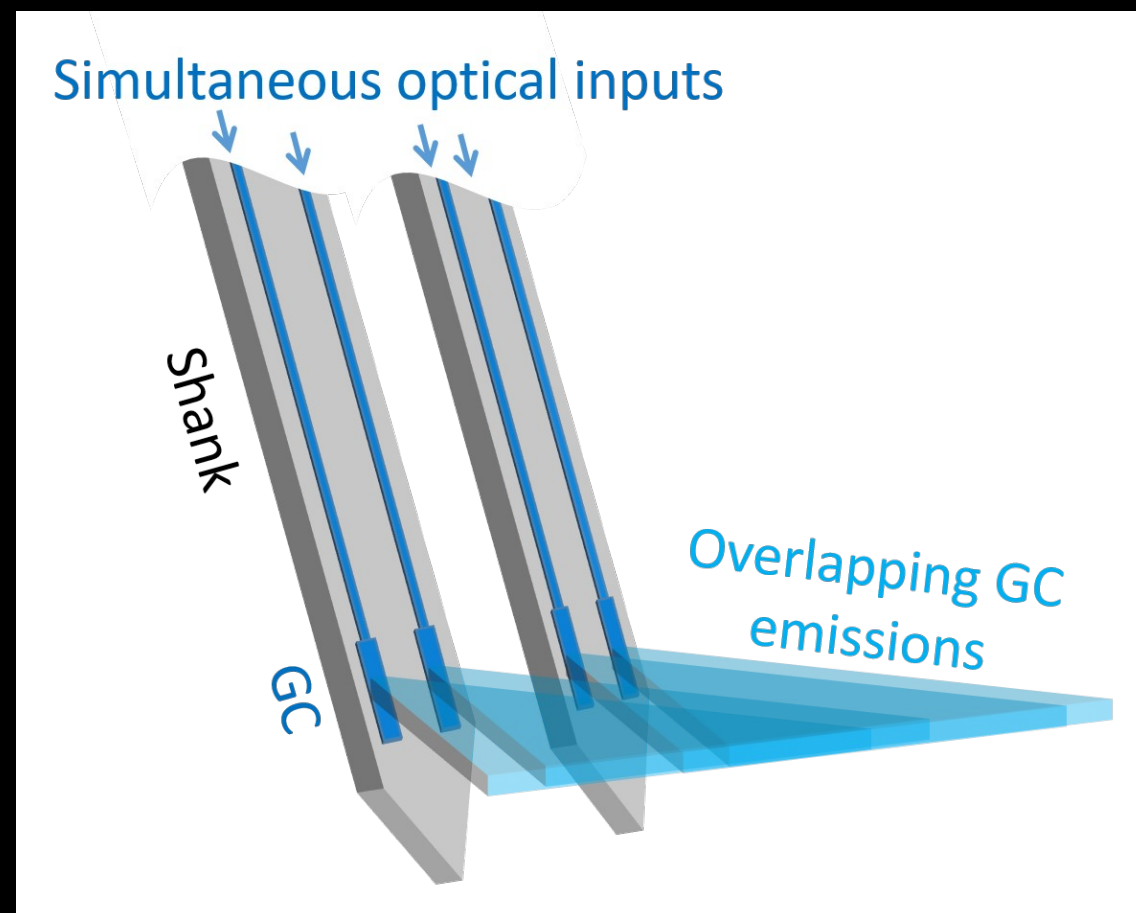 Simultaneous optical inputs
Shank
GC
Overlapping GC
emissions